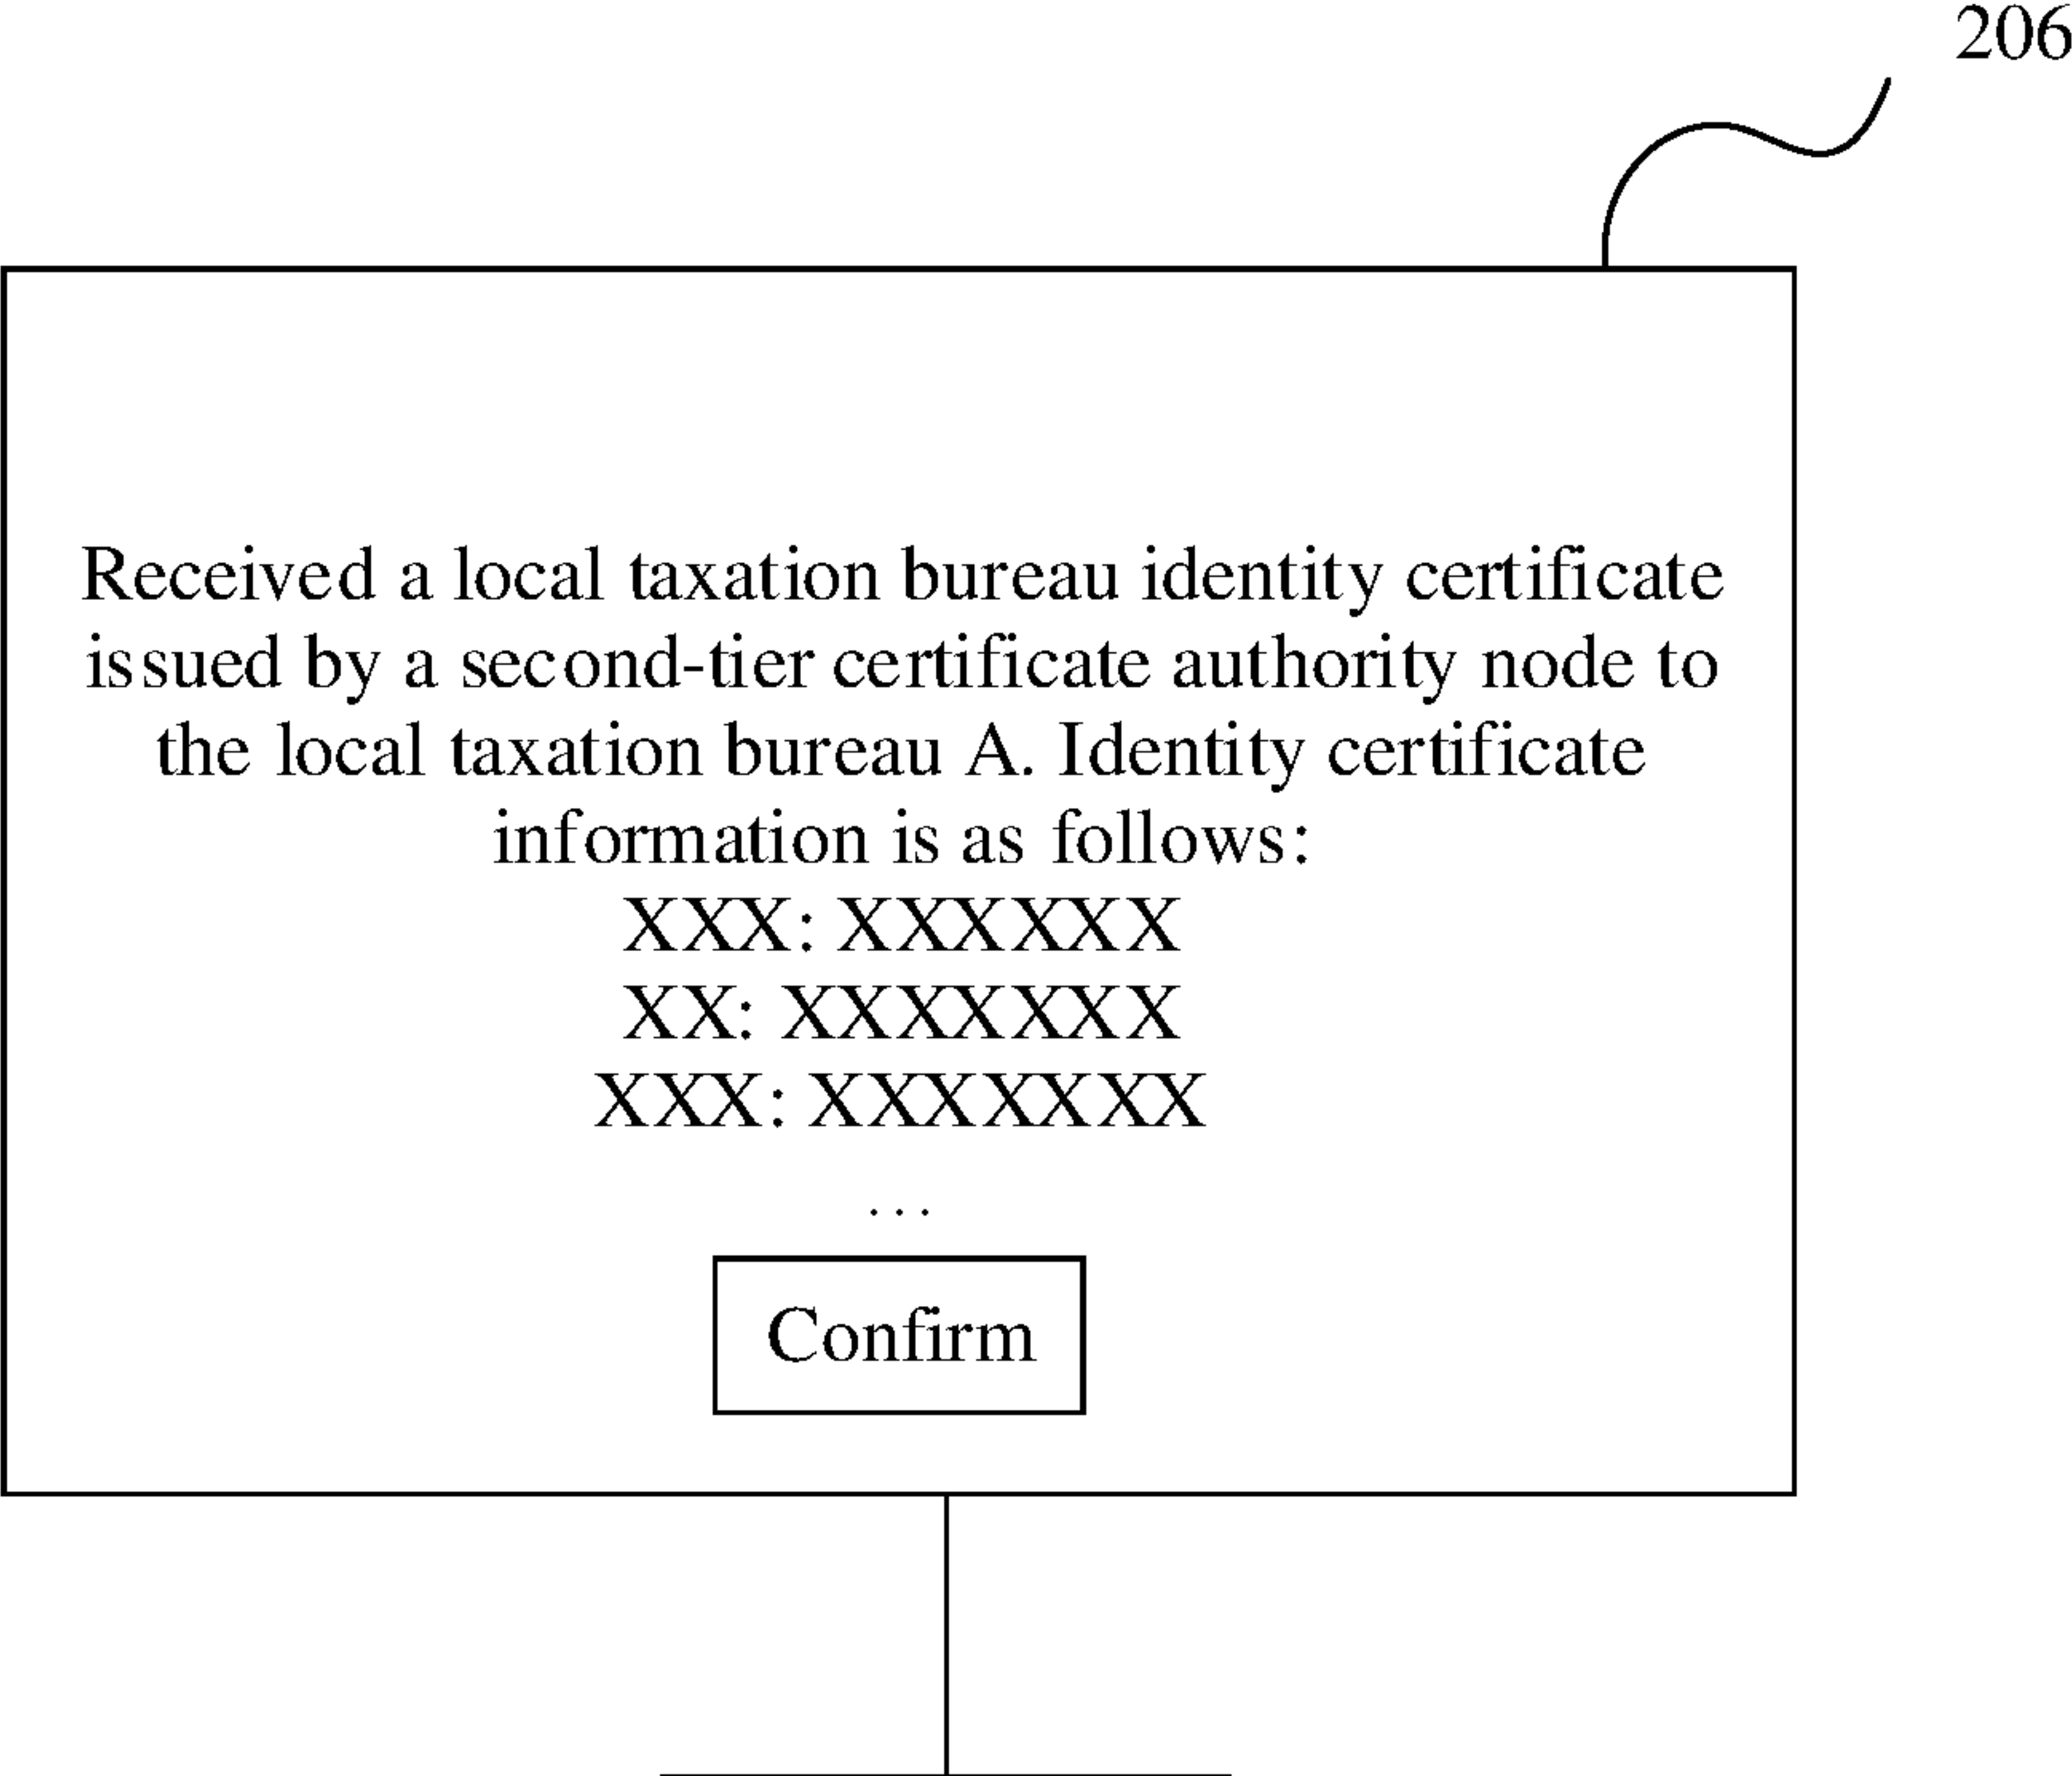 206
Received a local taxation bureau identity certificate
issued by a second-tier certificate authority node to
the local taxation bureau A. Identity certificate
information is as follows:
XXX: XXXXXX
XX: XXXXXXX
XXX: XXXXXXX
...
Confirm